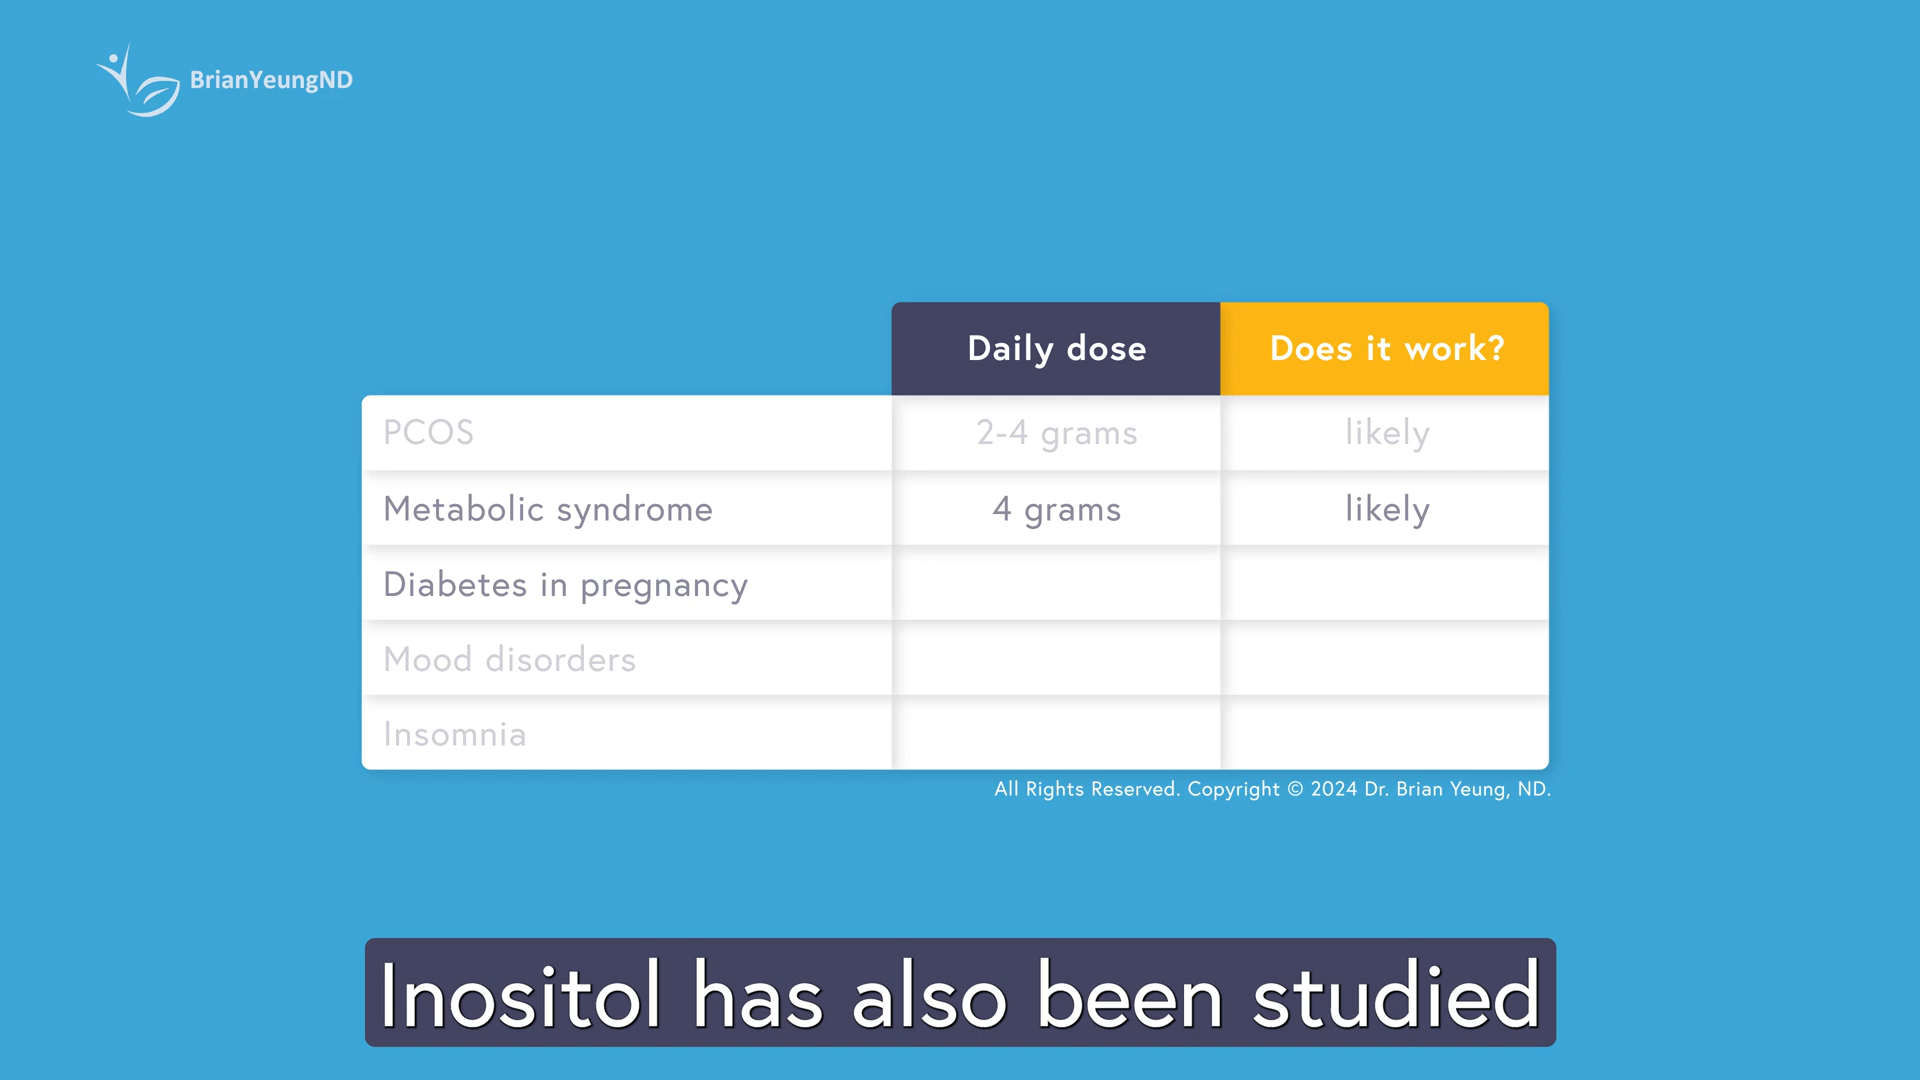 BrianYeungND
Daily dose Does it work?
PCOS 2-4 grams likely
Metabolic syndrome 4 grams likely
Diabetes in pregnancy
Mood disorders
Insomnia
All Rights Reserved. Copyright © 2024 Dr. Brian Yeung, ND.
Inositol has also been studied